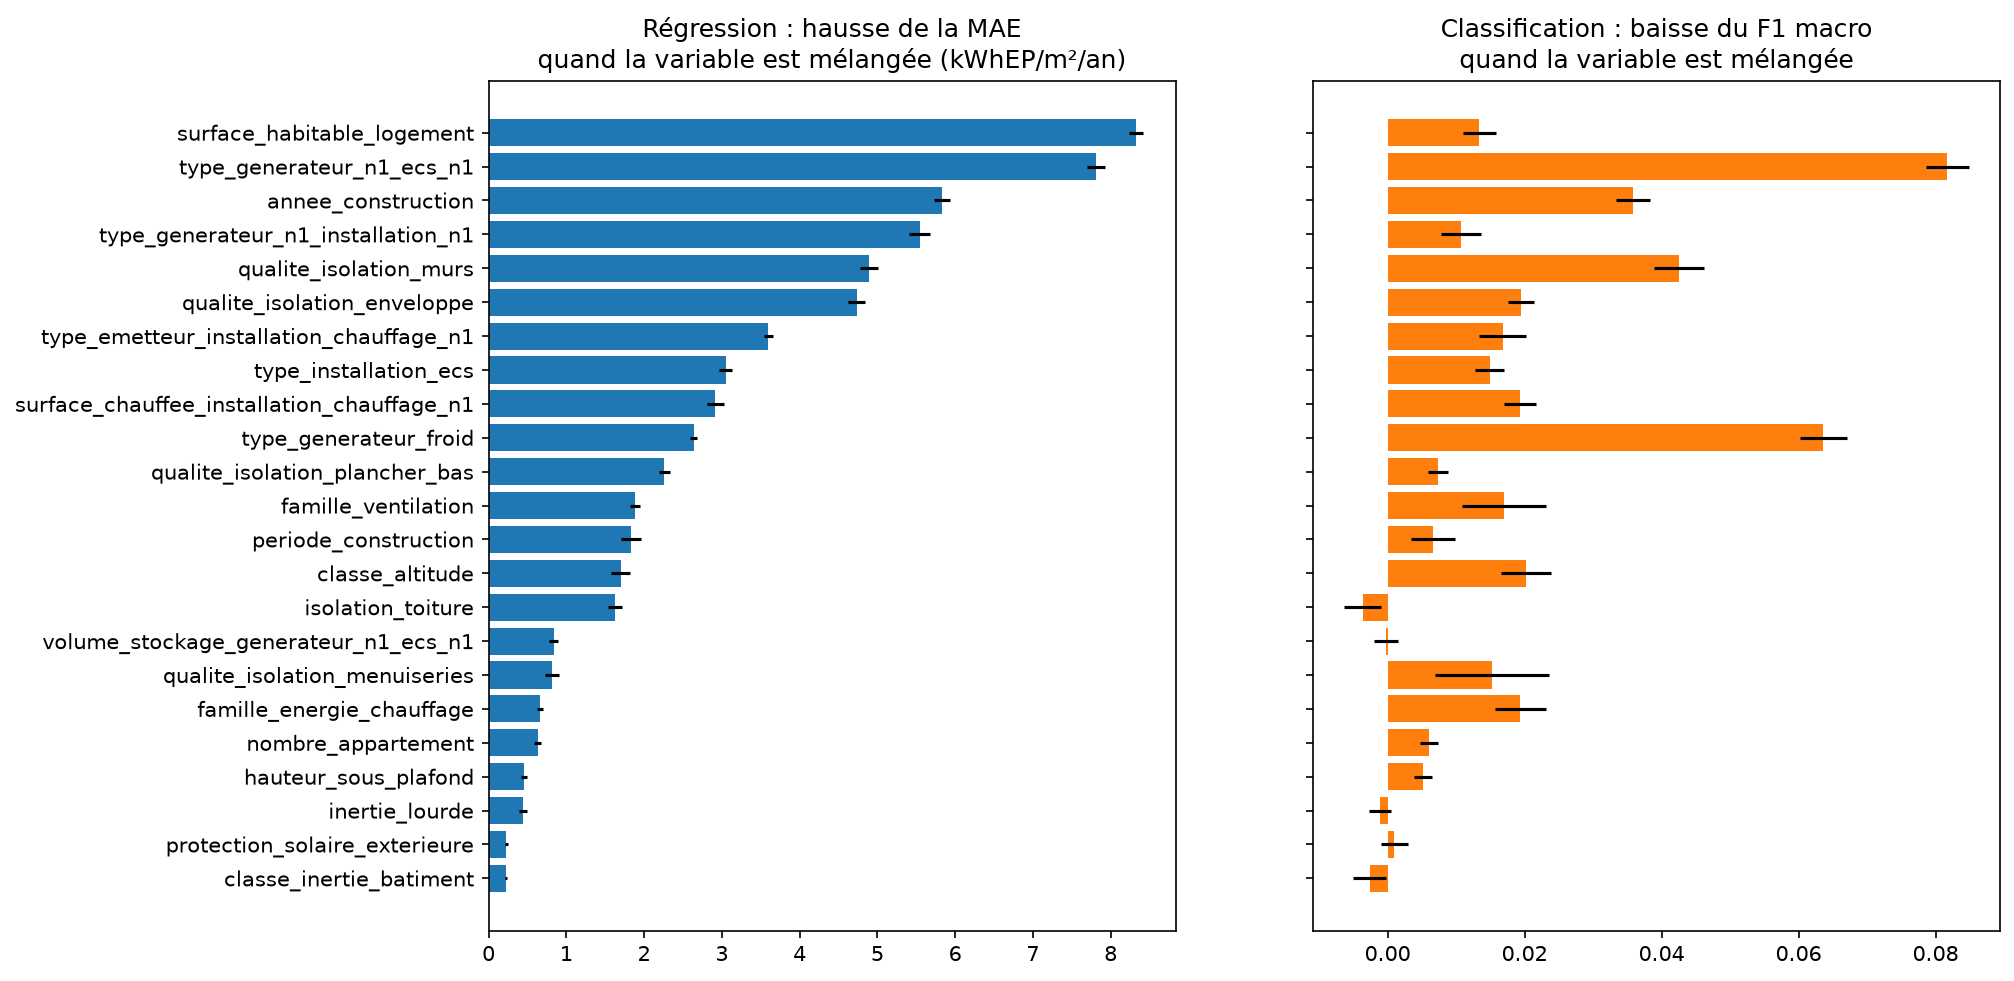 Régression : hausse de la MAE
quand la variable est mélangée (kWhEP/m²/an)
Classification : baisse du F1 macro
quand la variable est mélangée
surface_habitable_logement
type_generateur_n1_ecs_n1
annee_construction
type_generateur_n1_installation_n1
qualite_isolation_murs
qualite_isolation_enveloppe
type_emetteur_installation_chauffage_n1
type_installation_ecs
surface_chauffee_installation_chauffage_n1
type_generateur_froid
qualite_isolation_plancher_bas
famille_ventilation
periode_construction
classe_altitude
isolation_toiture
volume_stockage_generateur_n1_ecs_n1
qualite_isolation_menuiseries
famille_energie_chauffage
nombre_appartement
hauteur_sous_plafond
inertie_lourde
protection_solaire_exterieure
classe_inertie_batiment
0 1 2 3 4 5 6 7 8
0.00 0.02 0.04 0.06 0.08